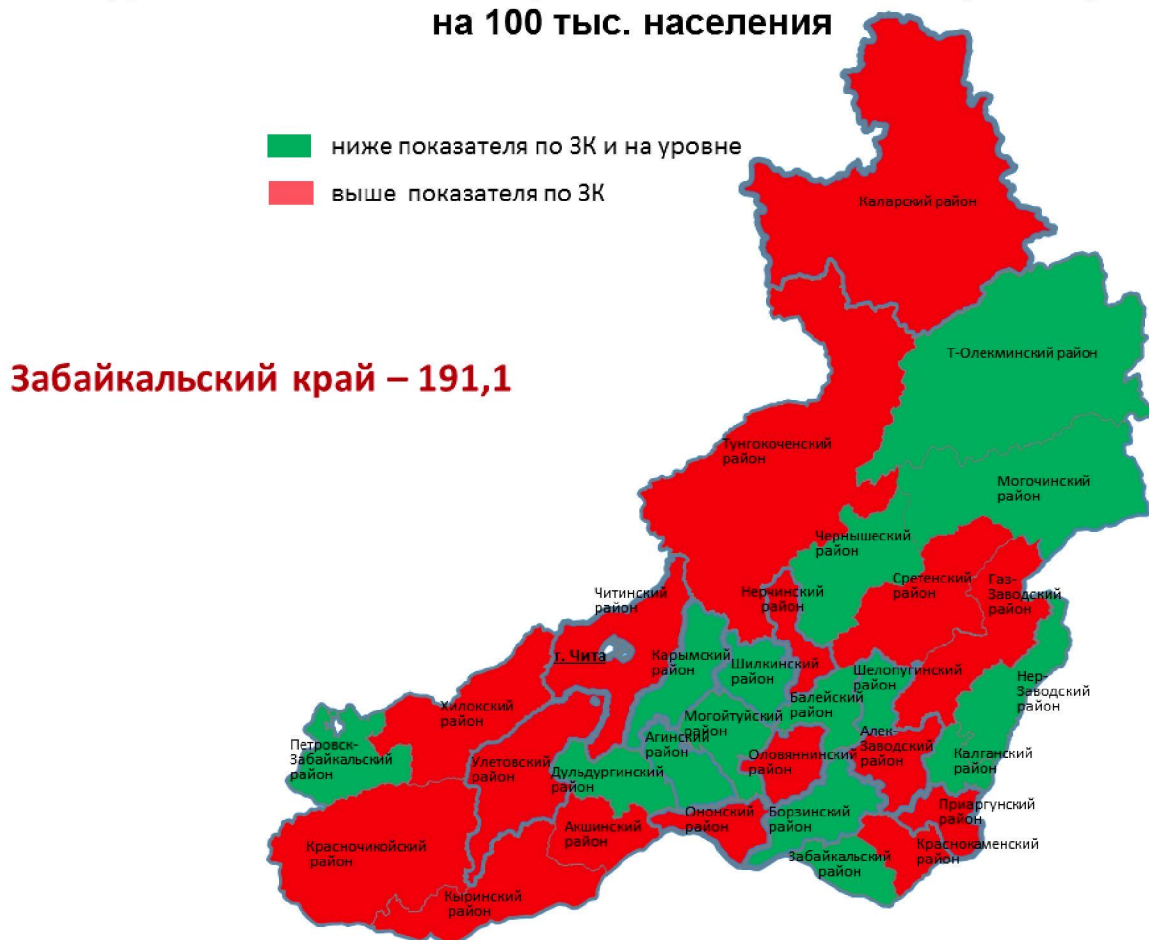 на 100 тыс. населения
ниже показателя по ЗК и на уровне
выше показателя по ЗК
Каларский район
Забайкальский край – 191,1
Т-Олекминский район
Тунгокоченский
район
Могочинский
район
Чернышеский
район
Сретенский
район
Газ-
Заводский
район
Читинский
район
Нерчинский
район
г. Чита
Карымский
район
Шилкинский
район
Шелопугинский
район
Нер-
Заводский
район
Балейский
район
Хилокский
район
Могойтуйский
район
Агинский
район
Алек-
Заводский
район
Петровск-
Забайкальский
район
Улетовский
район
Оловяннинский
район
Калганский
район
Дульдургинский
район
Приаргунский
район
Ононский
район
Борзинский
район
Акшинский
район
Красночикойский
район
Забайкальский
район
Краснокаменский
район
Кыринский
район